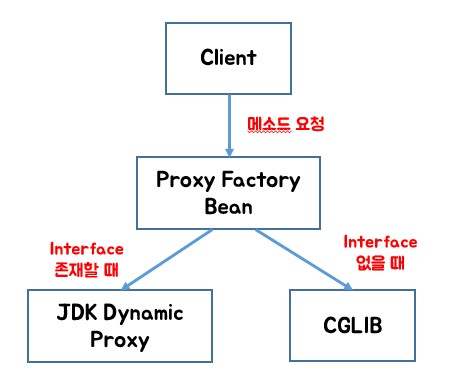 Client
메소드 요청
Proxy Factory
Bean
Interface
존재할 때
Interface
없을 때
JDK Dynamic
Proxy
CGLIB